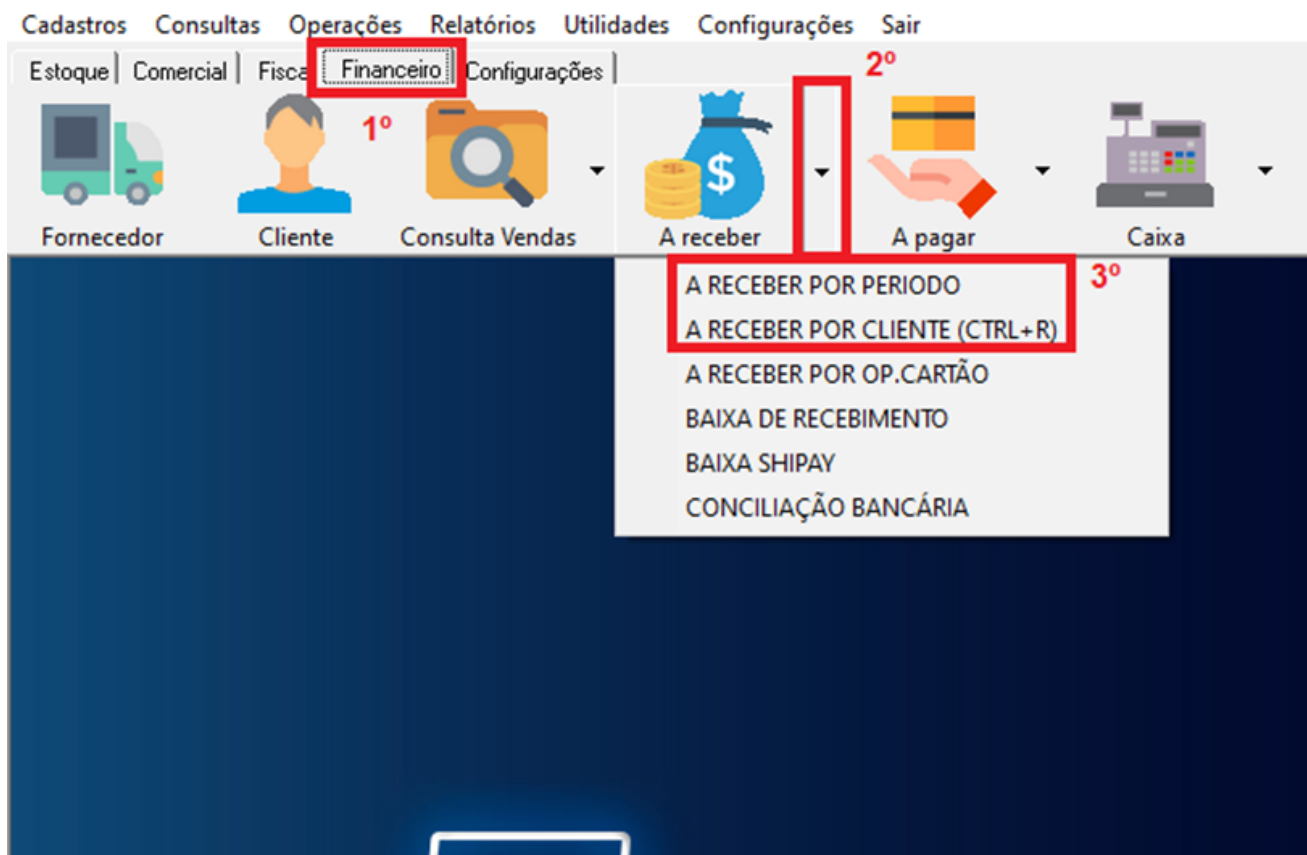 Cadastros Consultas Operações Relatórios Utilidades Configurações Sair
Estoque Comercial Fisca Financeiro Configurações 2º
1º
$
Fornecedor Cliente Consulta Vendas A receber A pagar Caixa
A RECEBER POR PERIODO 3º
A RECEBER POR CLIENTE (CTRL+R)
A RECEBER POR OP.CARTÃO
BAIXA DE RECEBIMENTO
BAIXA SHIPAY
CONCILIAÇÃO BANCÁRIA